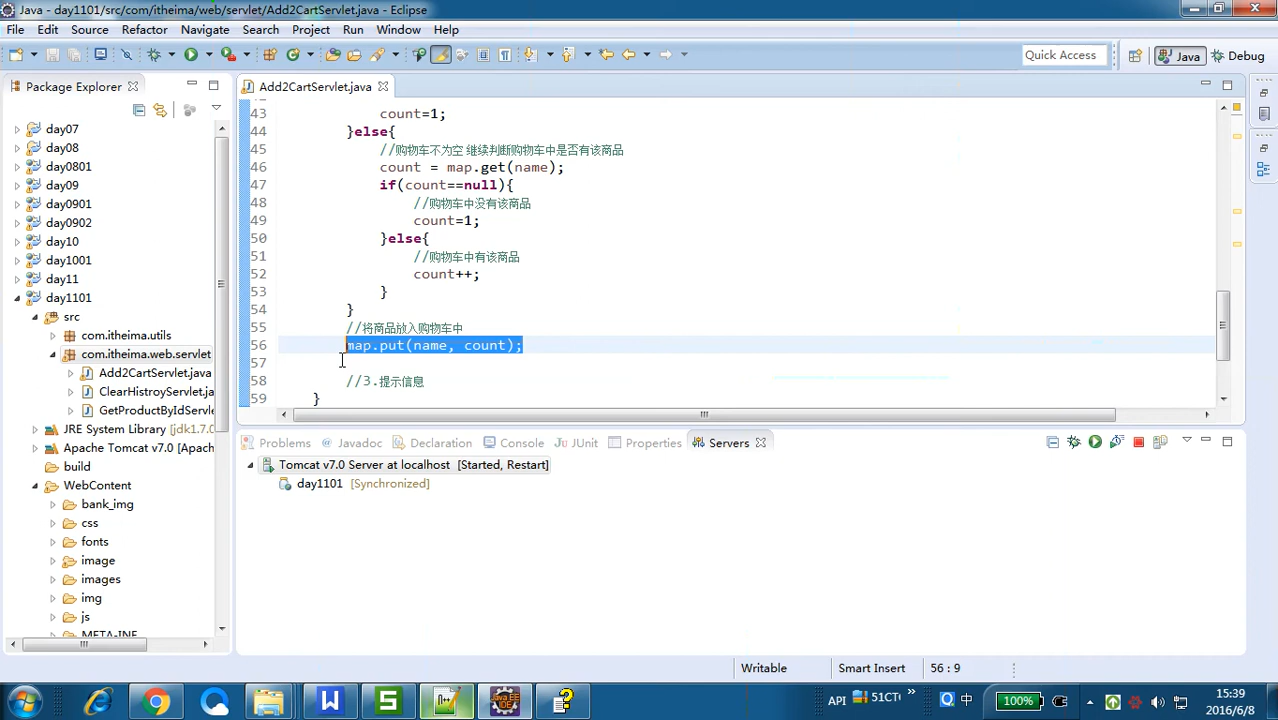 Java - day1101/src/com/itheima/web/servlet/Add2CartServlet.java - Eclipse
File Edit Source Refactor Navigate Search Project Run Window Help
Quick Access Java Debug
Package Explorer
Add2CartServlet.java
day07
day08
day0801
day09
day0901
day0902
day10
day1001
day11
day1101
src
com.itheima.utils
com.itheima.web.servlet
Add2CartServlet.java
ClearHistroyServlet.ja
GetProductByIdServle
JRE System Library [jdk1.7.0
Apache Tomcat v7.0 [Apach
build
WebContent
bank_img
css
fonts
image
images
img
js
META-INF
43 count=1;
44 }else{
45 //购物车不为空 继续判断购物车中是否有该商品
46 count = map.get(name);
47 if(count==null){
48 //购物车中没有该商品
49 count=1;
50 }else{
51 //购物车中有该商品
52 count++;
53 }
54 }
55 //将商品放入购物车中
56 map.put(name, count);
57
58 //3.提示信息
59 }
Problems Javadoc Declaration Search Console JUnit Properties Servers
Tomcat v7.0 Server at localhost [Started, Restart]
day1101 [Synchronized]
Writable Smart Insert 56 : 9
API 51CTi » 中 100% 15:39
2016/6/8